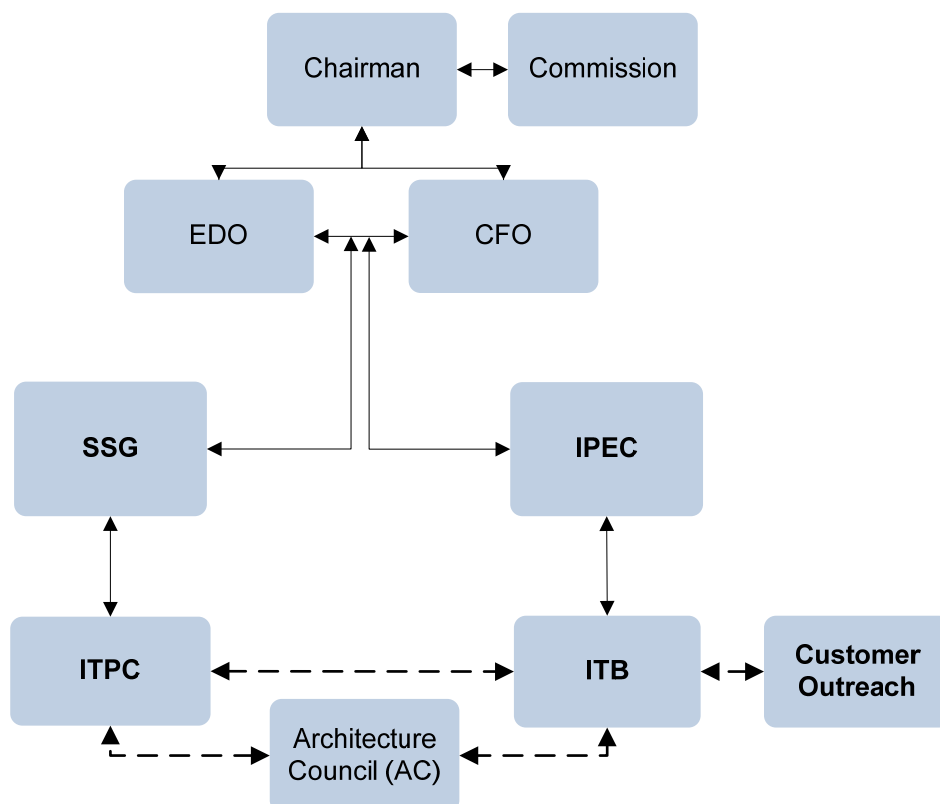 Chairman
Commission
EDO
CFO
SSG
IPEC
ITPC
ITB
Customer
Outreach
Architecture
Council (AC)